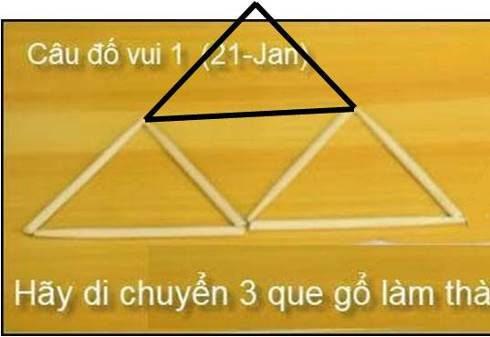 Câu đố vui 1 (21-Jan)
Hãy di chuyển 3 que gổ làm thà